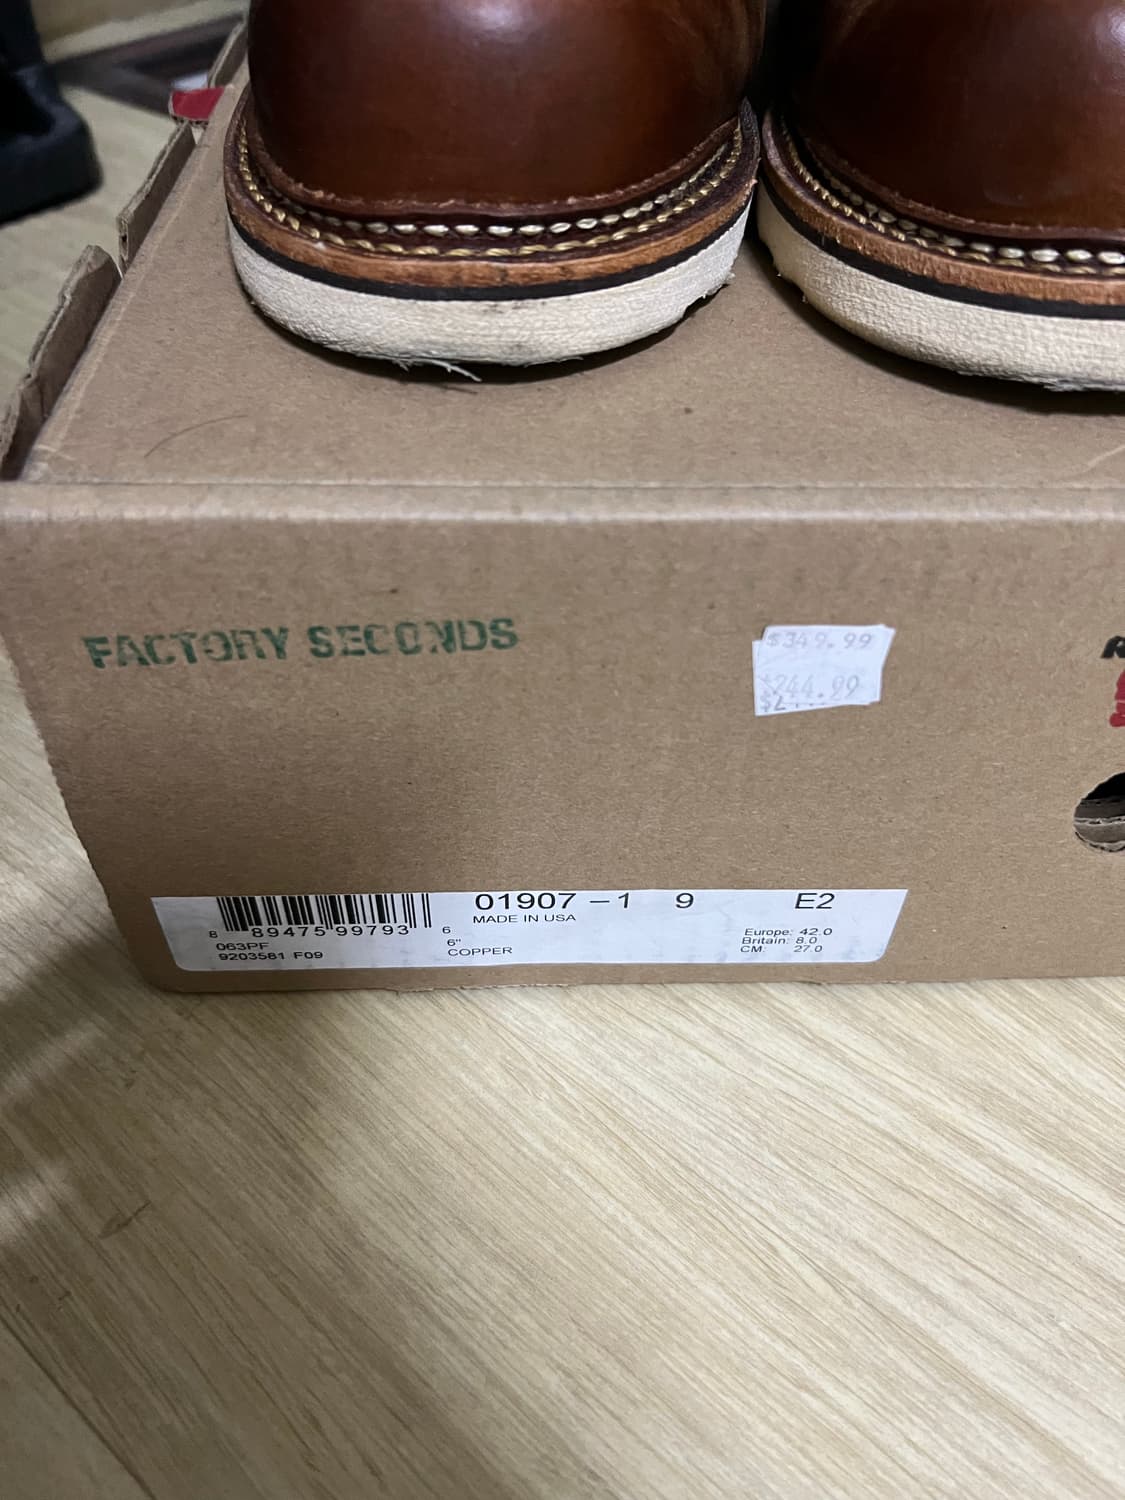 FACTORY SECONDS
$349.99
$244.99
01907 – 1 9 E2
MADE IN USA
8 89475 99793 6
063PF
9203581 F09
6"
COPPER
Europe: 42.0
Britain: 8.0
CM: 27.0